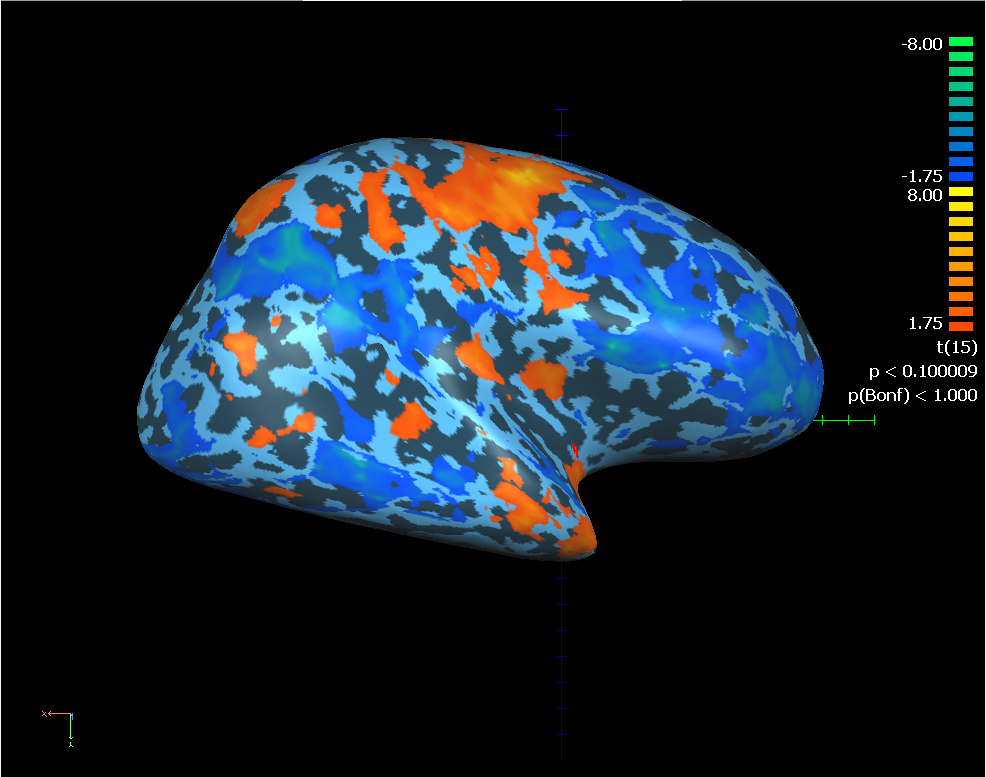 -8.00
-1.75
8.00
1.75
t(15)
p < 0.100009
p(Bonf) < 1.000
x